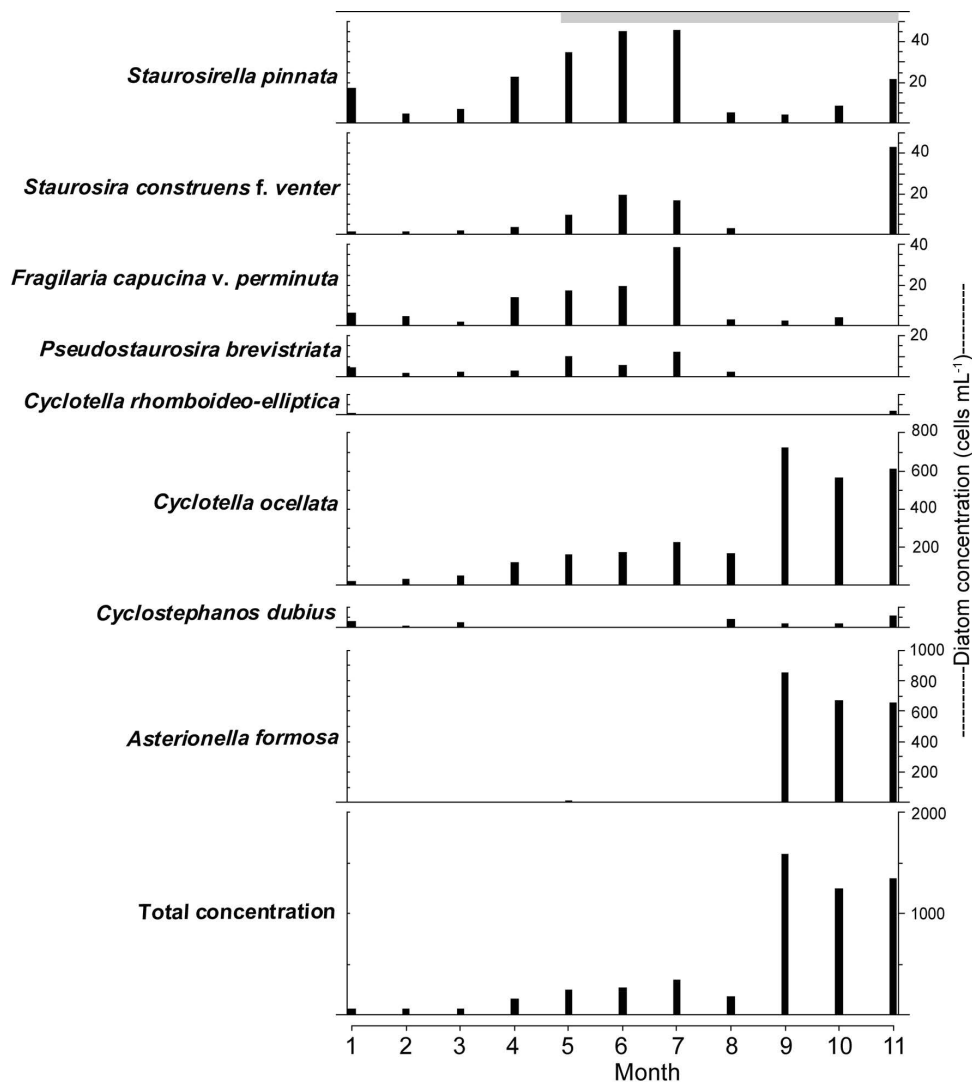 Staurosirella pinnata
40
20
Staurosira construens f. venter
40
20
Fragilaria capucina v. perminuta
40
20
Pseudostaurosira brevistriata
20
Cyclotella rhomboideo-elliptica
Cyclotella ocellata
800
600
400
200
Cyclostephanos dubius
Asterionella formosa
1000
800
600
400
200
Total concentration
2000
1000
-------Diatom concentration (cells mL-1)-------
1 2 3 4 5 6 7 8 9 10 11
Month